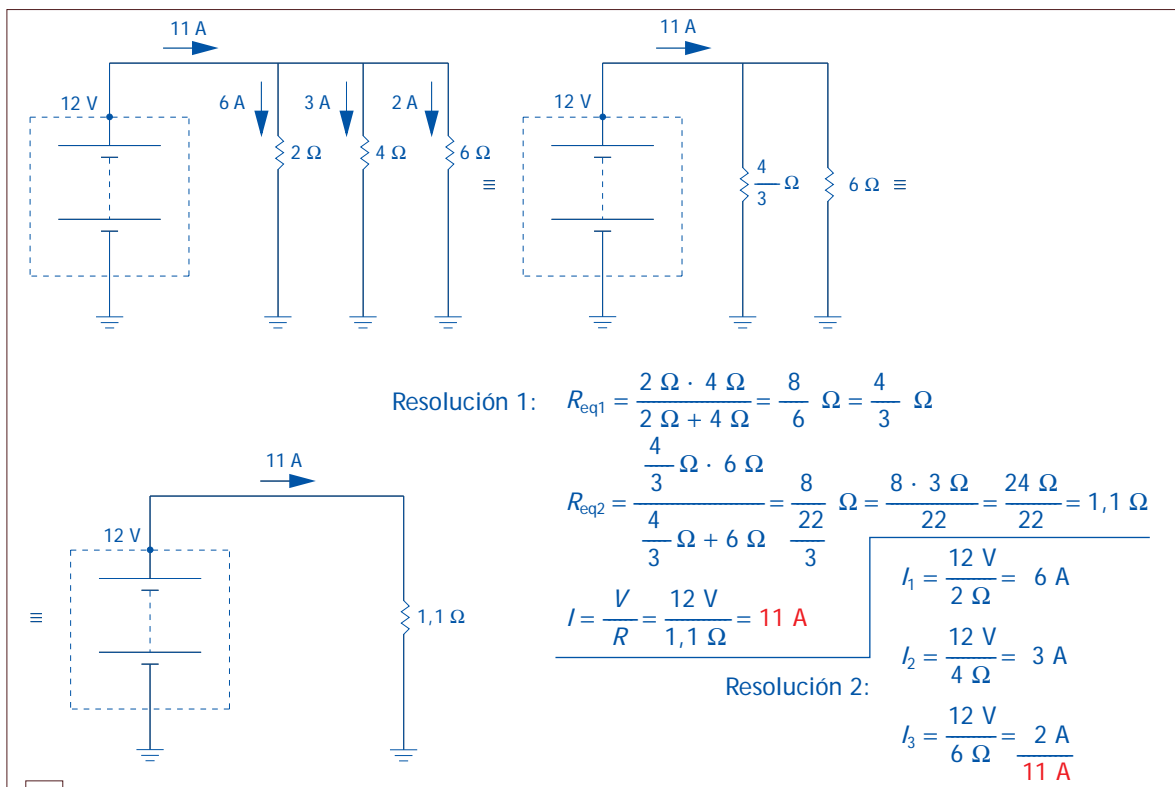 11 A
12 V
6 A
3 A
2 A
2 Ω
4 Ω
6 Ω
≡
11 A
12 V
4/3 Ω
6 Ω ≡
Resolución 1: R_eq1 = (2 Ω · 4 Ω)/(2 Ω + 4 Ω) = 8/6 Ω = 4/3 Ω
R_eq2 = (4/3 Ω · 6 Ω)/(4/3 Ω + 6 Ω) = 8/(22/3) Ω = (8 · 3 Ω)/22 = 24 Ω/22 = 1,1 Ω
I = V/R = 12 V/1,1 Ω = 11 A
≡
11 A
12 V
1,1 Ω
Resolución 2:
I₁ = 12 V/2 Ω = 6 A
I₂ = 12 V/4 Ω = 3 A
I₃ = 12 V/6 Ω = 2 A
11 A